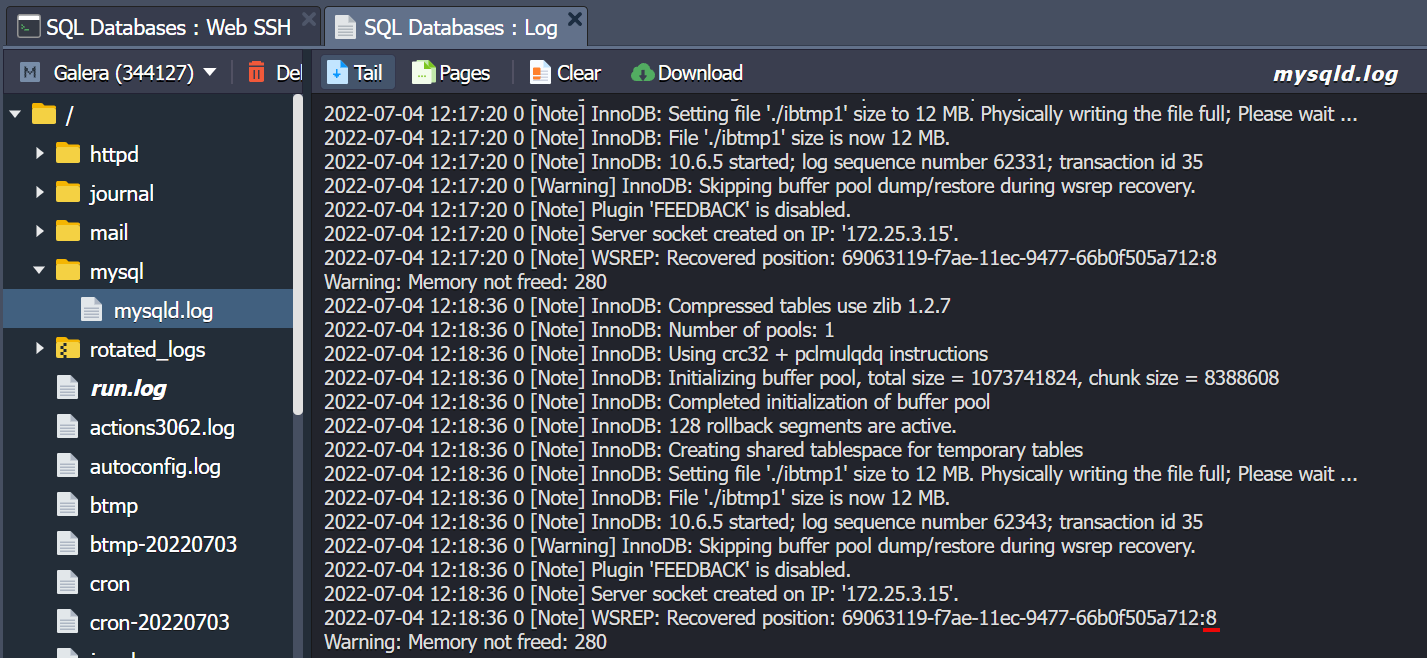 SQL Databases : Web SSH
SQL Databases : Log
M Galera (344127)
Tail
Pages
Clear
Download
mysqld.log
/
httpd
journal
mail
mysql
mysqld.log
rotated_logs
run.log
actions3062.log
autoconfig.log
btmp
btmp-20220703
cron
cron-20220703
2022-07-04 12:17:20 0 [Note] InnoDB: Setting file './ibtmp1' size to 12 MB. Physically writing the file full; Please wait ...
2022-07-04 12:17:20 0 [Note] InnoDB: File './ibtmp1' size is now 12 MB.
2022-07-04 12:17:20 0 [Note] InnoDB: 10.6.5 started; log sequence number 62331; transaction id 35
2022-07-04 12:17:20 0 [Warning] InnoDB: Skipping buffer pool dump/restore during wsrep recovery.
2022-07-04 12:17:20 0 [Note] Plugin 'FEEDBACK' is disabled.
2022-07-04 12:17:20 0 [Note] Server socket created on IP: '172.25.3.15'.
2022-07-04 12:17:20 0 [Note] WSREP: Recovered position: 69063119-f7ae-11ec-9477-66b0f505a712:8
Warning: Memory not freed: 280
2022-07-04 12:18:36 0 [Note] InnoDB: Compressed tables use zlib 1.2.7
2022-07-04 12:18:36 0 [Note] InnoDB: Number of pools: 1
2022-07-04 12:18:36 0 [Note] InnoDB: Using crc32 + pclmulqdq instructions
2022-07-04 12:18:36 0 [Note] InnoDB: Initializing buffer pool, total size = 1073741824, chunk size = 8388608
2022-07-04 12:18:36 0 [Note] InnoDB: Completed initialization of buffer pool
2022-07-04 12:18:36 0 [Note] InnoDB: 128 rollback segments are active.
2022-07-04 12:18:36 0 [Note] InnoDB: Creating shared tablespace for temporary tables
2022-07-04 12:18:36 0 [Note] InnoDB: Setting file './ibtmp1' size to 12 MB. Physically writing the file full; Please wait ...
2022-07-04 12:18:36 0 [Note] InnoDB: File './ibtmp1' size is now 12 MB.
2022-07-04 12:18:36 0 [Note] InnoDB: 10.6.5 started; log sequence number 62343; transaction id 35
2022-07-04 12:18:36 0 [Warning] InnoDB: Skipping buffer pool dump/restore during wsrep recovery.
2022-07-04 12:18:36 0 [Note] Plugin 'FEEDBACK' is disabled.
2022-07-04 12:18:36 0 [Note] Server socket created on IP: '172.25.3.15'.
2022-07-04 12:18:36 0 [Note] WSREP: Recovered position: 69063119-f7ae-11ec-9477-66b0f505a712:8
Warning: Memory not freed: 280